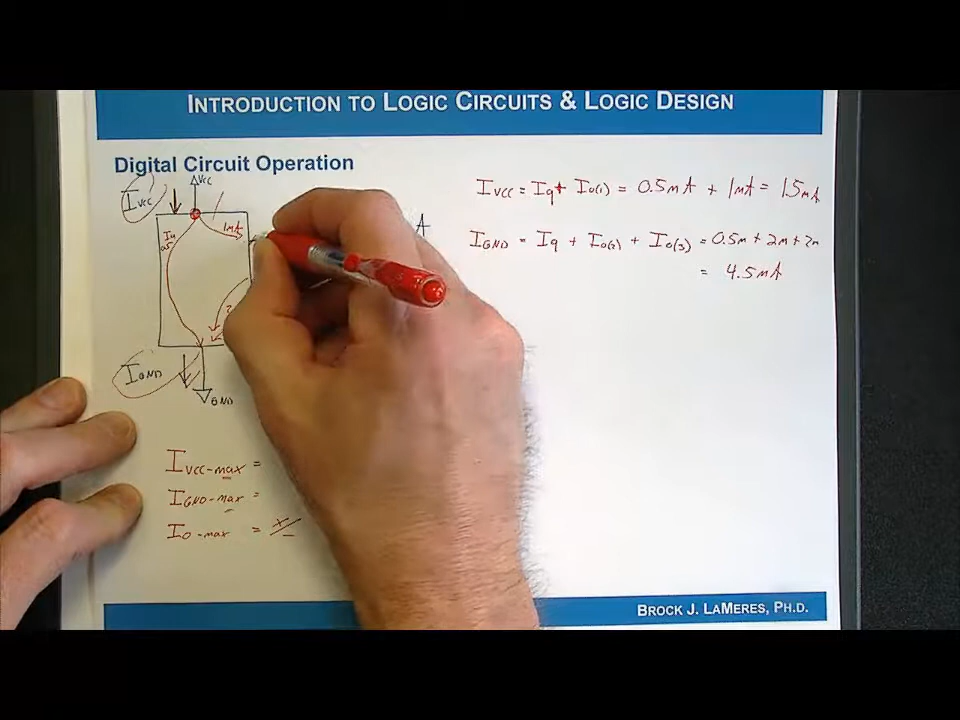 INTRODUCTION TO LOGIC CIRCUITS & LOGIC DESIGN
Digital Circuit Operation
VCC
IVCC
1mA
Iq
0.5
A
IGND
GND
IVCC = Iq + Io(1) = 0.5mA + 1mA = 1.5mA
IGND = Iq + Io(2) + Io(3) = 0.5m + 2m + 2m
= 4.5mA
IVCC-max =
IGND-max =
IO-max = +/-
BROCK J. LAMERES, PH.D.